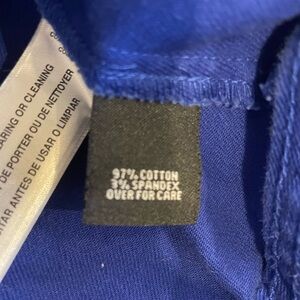 ARING OR CLEANING
DE PORTER OU DE NETTOYER
ITAR ANTES DE USAR O LIMPIAR
97% COTTON
3% SPANDEX
OVER FOR CARE